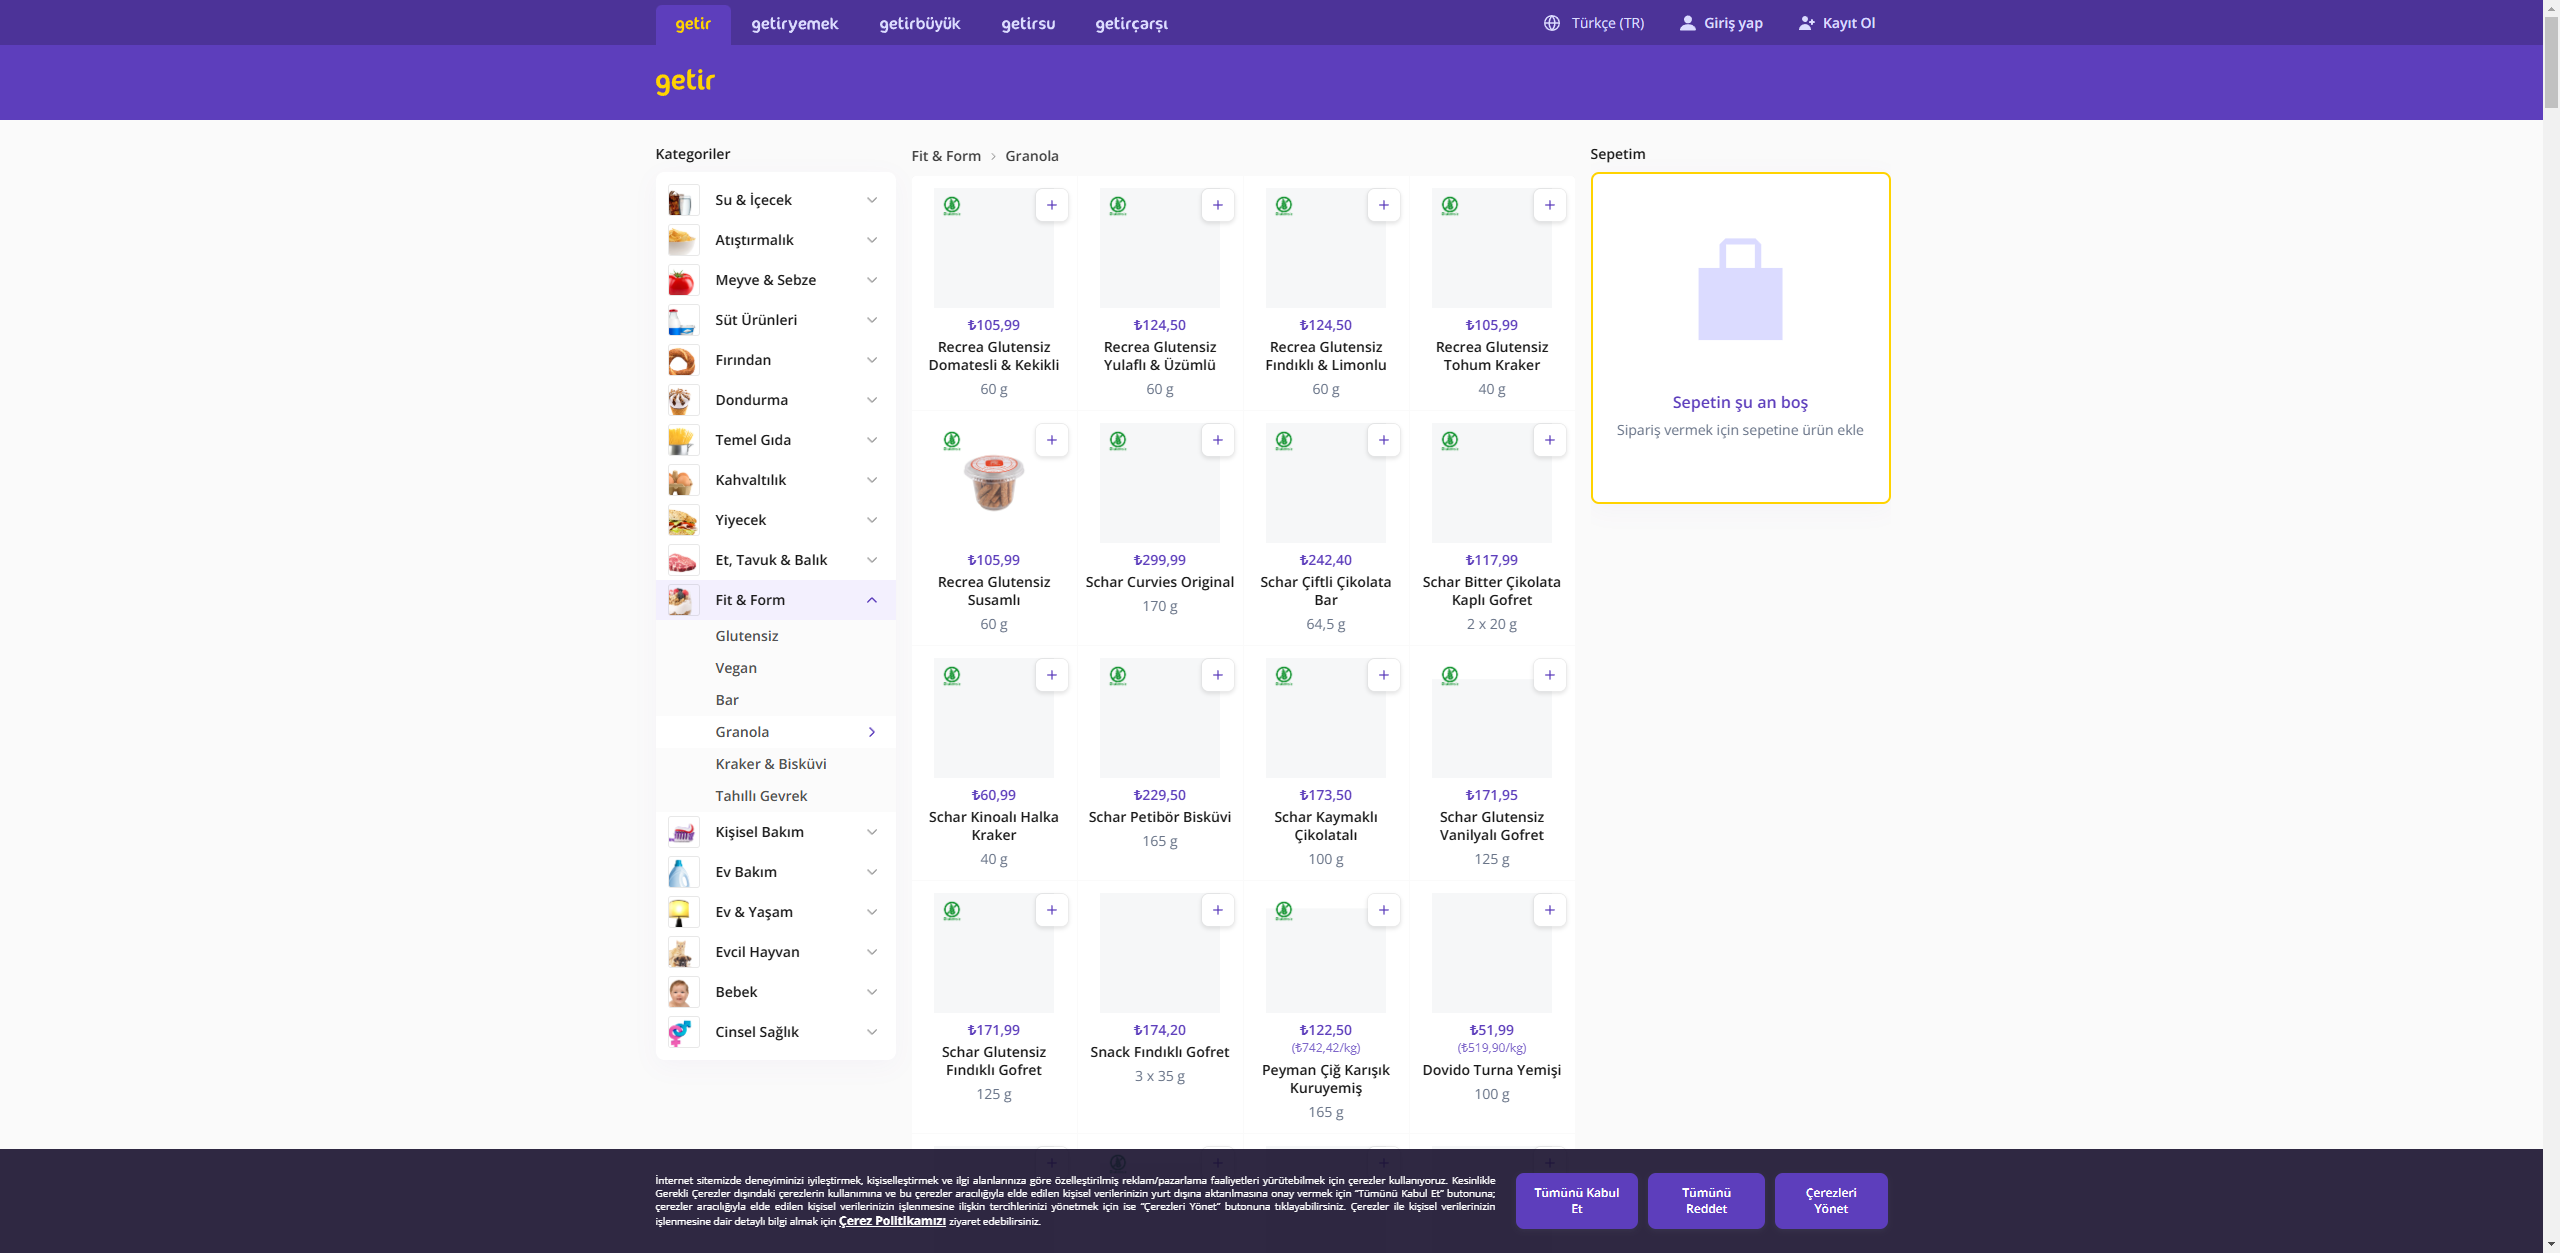 getir
getiryemek
getirbüyük
getirsu
getirçarşı
Türkçe (TR)
Giriş yap
Kayıt Ol
getir
Kategoriler
Su & İçecek
Atıştırmalık
Meyve & Sebze
Süt Ürünleri
Fırından
Dondurma
Temel Gıda
Kahvaltılık
Yiyecek
Et, Tavuk & Balık
Fit & Form
Glutensiz
Vegan
Bar
Granola
Kraker & Bisküvi
Tahıllı Gevrek
Kişisel Bakım
Ev Bakım
Ev & Yaşam
Evcil Hayvan
Bebek
Cinsel Sağlık
Fit & Form > Granola
₺105,99
Recrea Glutensiz
Domatesli & Kekikli
60 g
₺124,50
Recrea Glutensiz
Yulaflı & Üzümlü
60 g
₺124,50
Recrea Glutensiz
Fındıklı & Limonlu
60 g
₺105,99
Recrea Glutensiz
Tohum Kraker
40 g
₺105,99
Recrea Glutensiz
Susamlı
60 g
₺299,99
Schar Curvies Original
170 g
₺242,40
Schar Çiftli Çikolata
Bar
64,5 g
₺117,99
Schar Bitter Çikolata
Kaplı Gofret
2 x 20 g
₺60,99
Schar Kinoalı Halka
Kraker
40 g
₺229,50
Schar Petibör Bisküvi
165 g
₺173,50
Schar Kaymaklı
Çikolatalı
100 g
₺171,95
Schar Glutensiz
Vanilyalı Gofret
125 g
₺171,99
Schar Glutensiz
Fındıklı Gofret
125 g
₺174,20
Snack Fındıklı Gofret
3 x 35 g
₺122,50
(₺742,42/kg)
Peyman Çiğ Karışık
Kuruyemiş
165 g
₺51,99
(₺519,90/kg)
Dovido Turna Yemişi
100 g
Sepetim
Sepetin şu an boş
Sipariş vermek için sepetine ürün ekle
İnternet sitemizde deneyiminizi iyileştirmek, kişiselleştirmek ve ilgi alanlarınıza göre özelleştirilmiş reklam/pazarlama faaliyetleri yürütebilmek için çerezler kullanıyoruz. Kesinlikle
Gerekli Çerezler dışındaki çerezlerin kullanımına ve bu çerezler aracılığıyla elde edilen kişisel verilerinizin yurt dışına aktarılmasına onay vermek için "Tümünü Kabul Et" butonuna;
çerezler aracılığıyla elde edilen kişisel verilerinizin işlenmesine ilişkin tercihlerinizi yönetmek için ise "Çerezleri Yönet" butonuna tıklayabilirsiniz. Çerezler ile kişisel verilerinizin
işlenmesine dair detaylı bilgi almak için Çerez Politikamızı ziyaret edebilirsiniz.
Tümünü Kabul
Et
Tümünü
Reddet
Çerezleri
Yönet